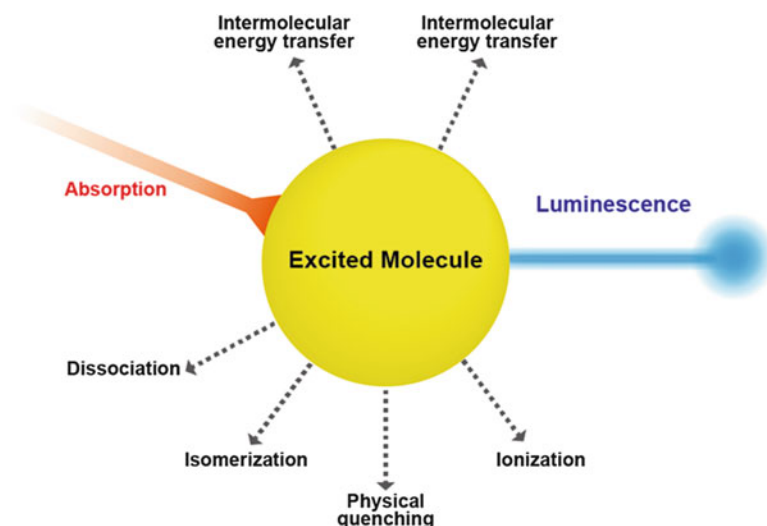 Intermolecular
energy transfer
Intermolecular
energy transfer
Absorption
Luminescence
Excited Molecule
Dissociation
Isomerization
Ionization
Physical
quenching